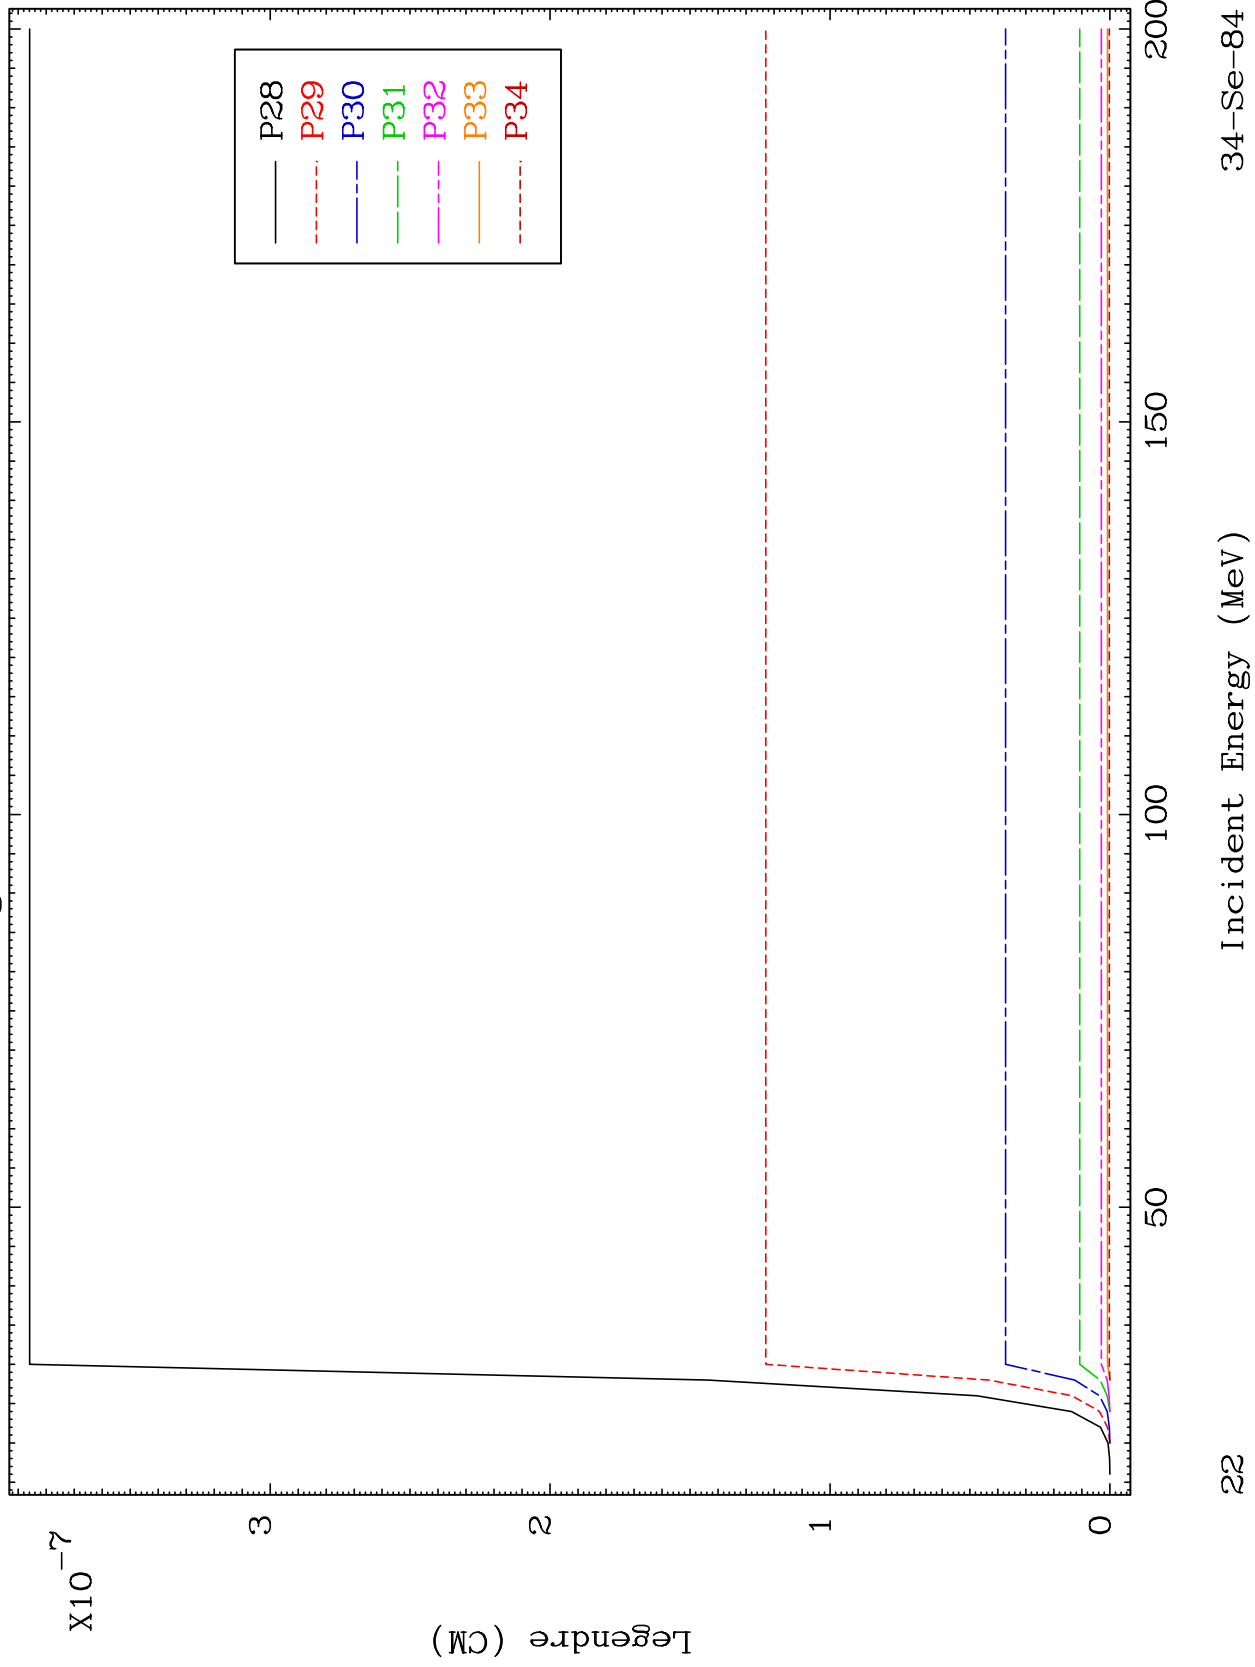 X10-7
3
2
1
0
Legendre (CM)
P28
P29
P30
P31
P32
P33
P34
50
100
150
200
22
Incident Energy (MeV)
34-Se-84